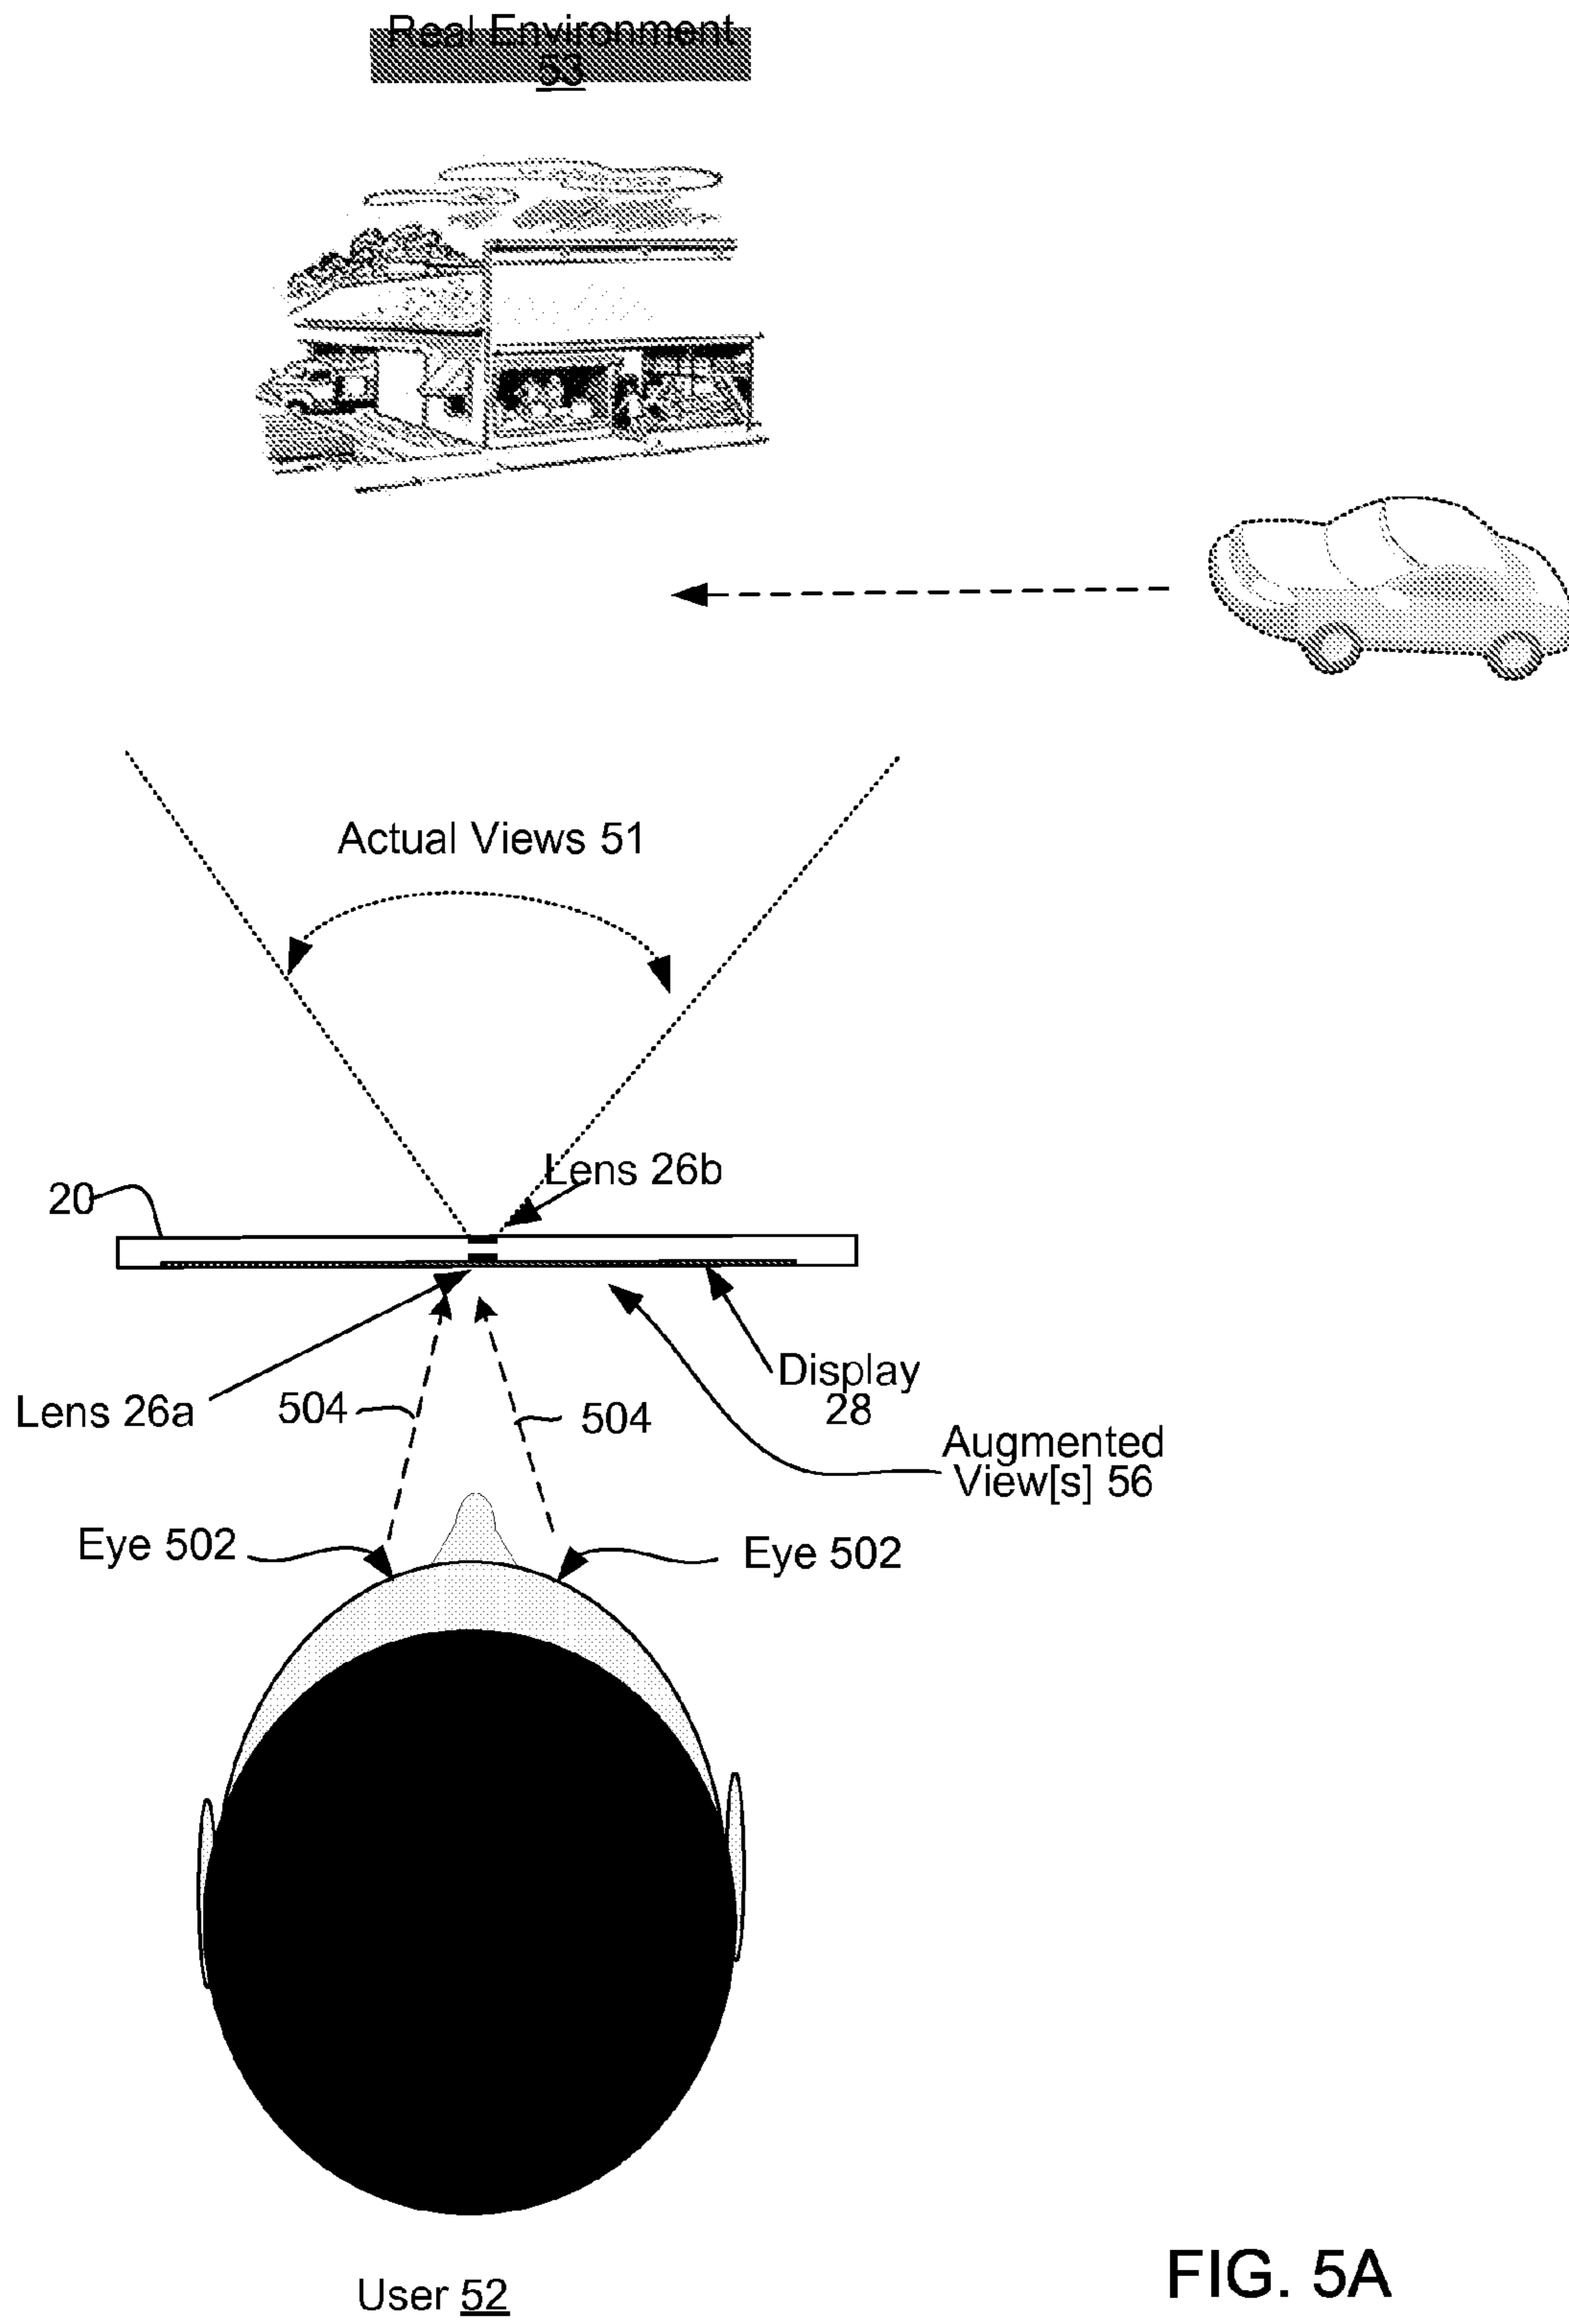 Real Environment
53
Actual Views 51
Lens 26b
20
Lens 26a
504
504
Display
28
Augmented
View[s] 56
Eye 502
Eye 502
User 52
FIG. 5A